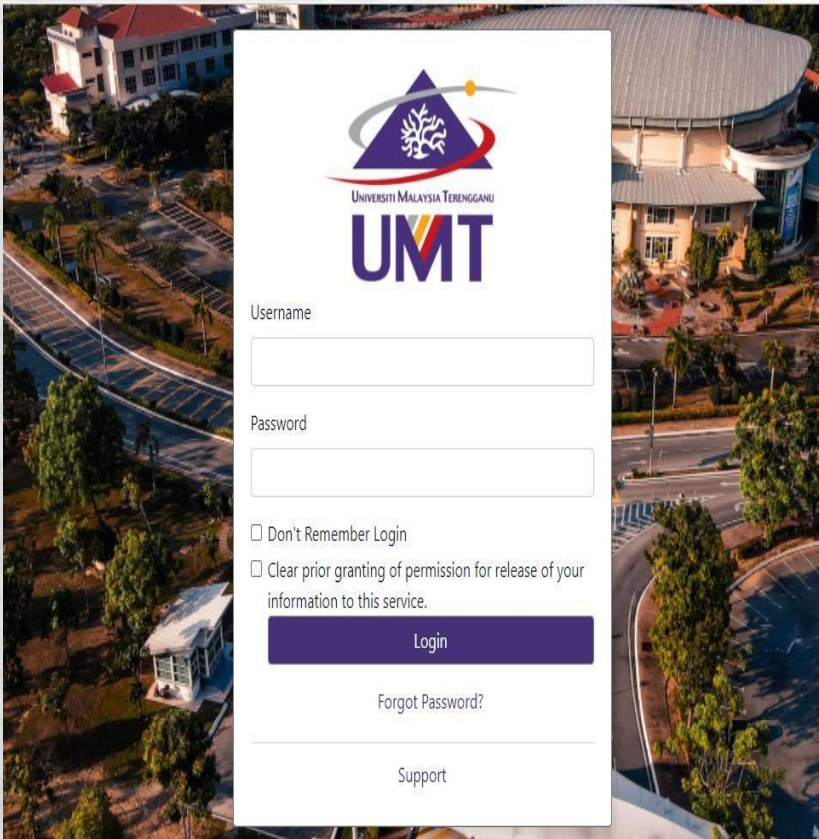 UNIVERSITI MALAYSIA TERENGGANU
UMT
Username
Password
Don't Remember Login
Clear prior granting of permission for release of your
information to this service.
Login
Forgot Password?
Support